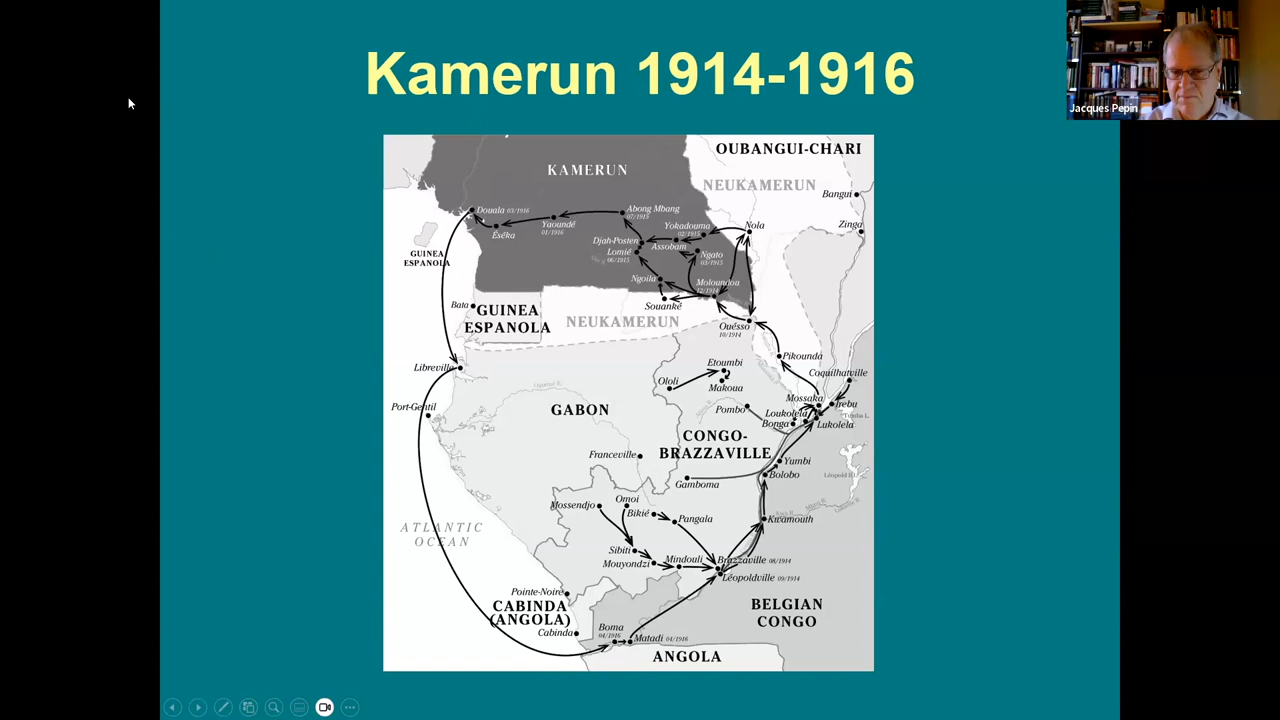 Kamerun 1914-1916
Jacques Pepin
OUBANGUI-CHARI
KAMERUN
NEUKAMERUN
Bangui
Douala 03/1916
Abong Mbang
07/1915
Zinga
Yaoundé
01/1916
Yokadouma
02/1915
Nola
Éséka
Djah-Posten
Assobam
Lomié
06/1915
Ngato
03/1915
GUINEA
ESPANOLA
Ngoila
Moloundou
12/1914
Bata
Souanké
GUINEA
ESPANOLA
NEUKAMERUN
Ouésso
10/1914
Pikounda
Libreville
Etoumbi
Coquilhatville
Ololi
Makoua
Port-Gentil
Mossaka
Irebu
GABON
Pombo
Loukolela
Tumba L.
Bonga
Lukolela
CONGO-
BRAZZAVILLE
Franceville
Yumbi
Bolobo
Léopold II L.
Gamboma
Mossendjo
Omoi
Bikié
Pangala
Kwamouth
ATLANTIC
OCEAN
Sibiti
Mouyondzi
Mindouli
Brazzaville 08/1914
Léopoldville 09/1914
Pointe-Noire
CABINDA
(ANGOLA)
BELGIAN
CONGO
Cabinda
Boma
04/1916
Matadi 04/1916
ANGOLA